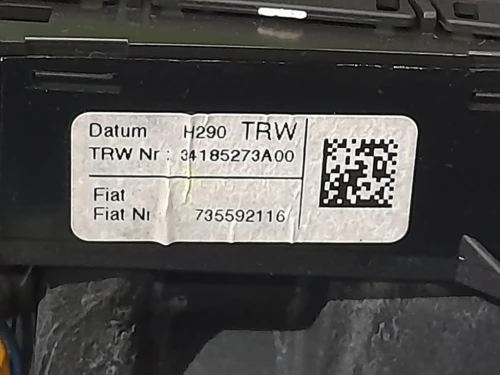 Datum H290 TRW
TRW Nr : 34185273A00
Fiat
Fiat Nr 735592116